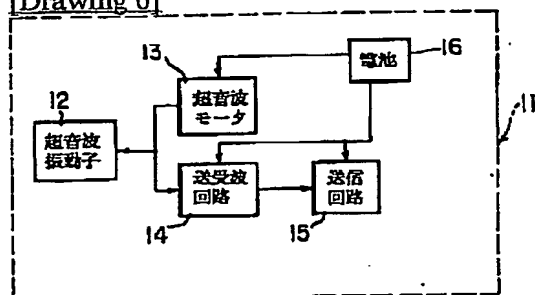 [Drawing 6]
13
超音波
モータ
電池
16
12
超音波
振動子
11
送受波
回路
14
送信
回路
15